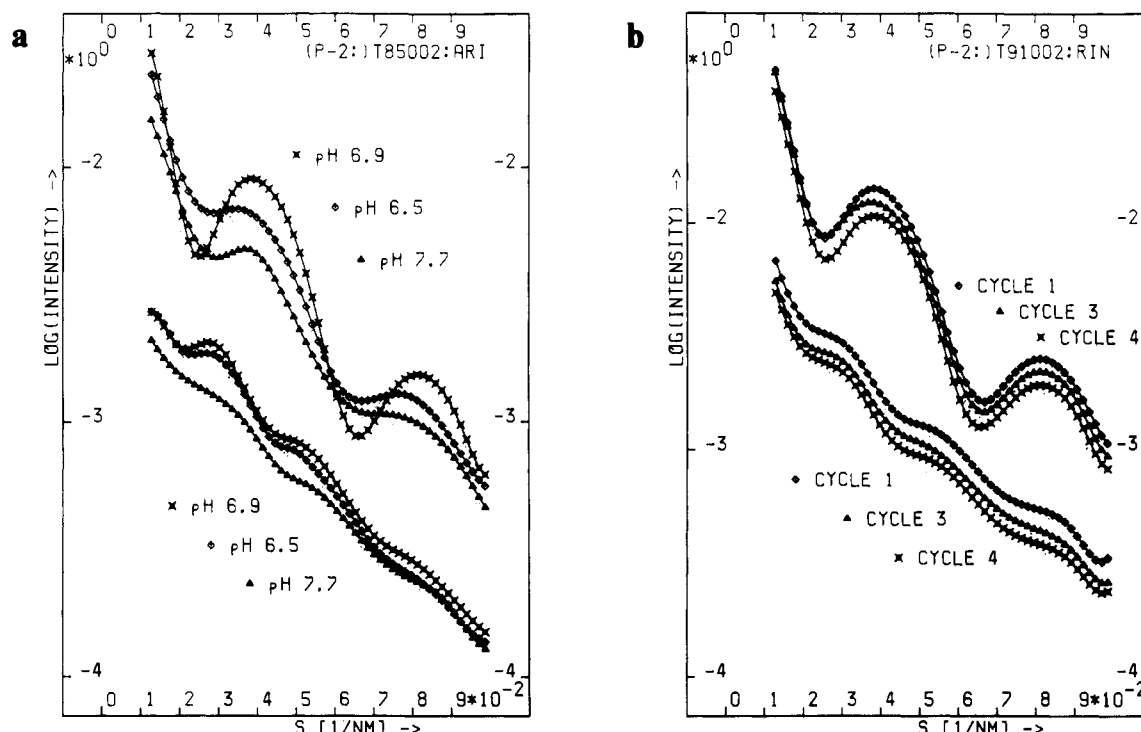 a
0 1 2 3 4 5 6 7 8 9
*10⁰
(P-2:)T85002:ARI
-2 -2
pH 6.9
pH 6.5
pH 7.7
LOG(INTENSITY) ->
-3 -3
pH 6.9
pH 6.5
pH 7.7
-4 -4
0 1 2 3 4 5 6 7 8 9*10⁻²
S [1/NM] ->
b
0 1 2 3 4 5 6 7 8 9
*10⁰
(P-2:)T91002:RIN
-2 -2
LOG(INTENSITY) ->
CYCLE 1
CYCLE 3
CYCLE 4
-3 -3
CYCLE 1
CYCLE 3
CYCLE 4
-4 -4
0 1 2 3 4 5 6 7 8 9*10⁻²
S [1/NM] ->